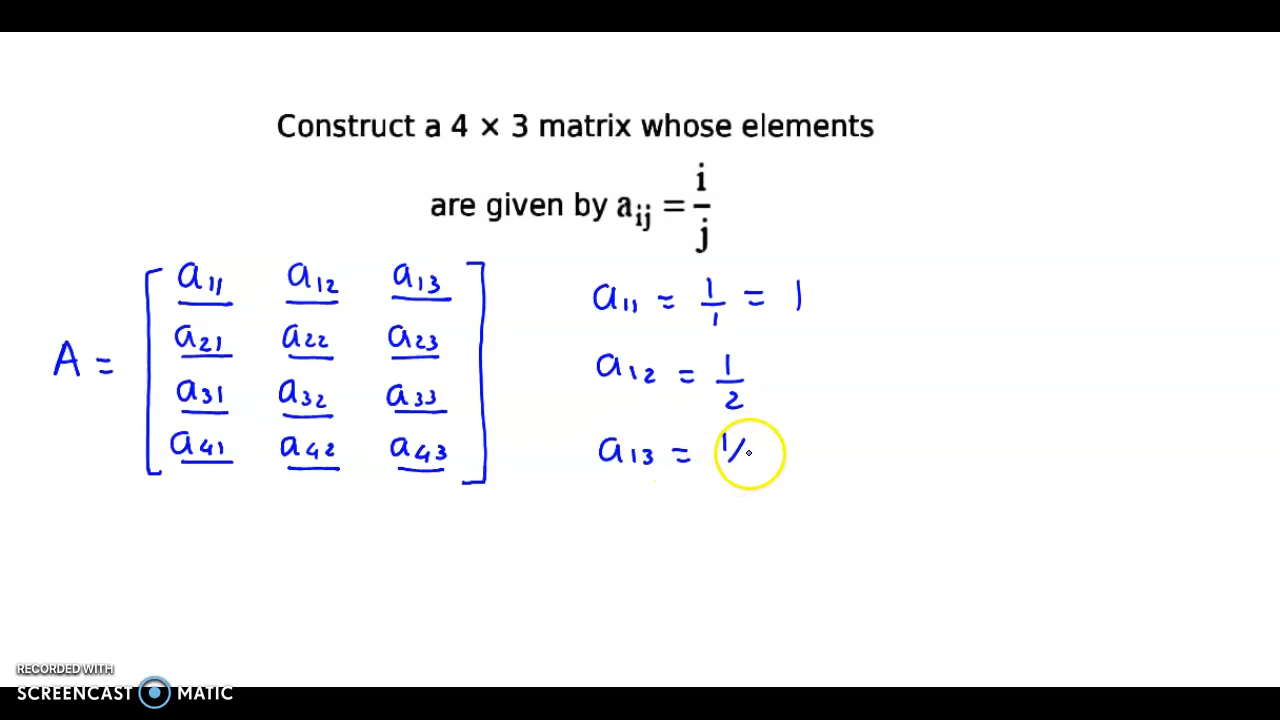 Construct a 4 × 3 matrix whose elements
are given by aij = i/j
A = [ a11 a12 a13
a21 a22 a23
a31 a32 a33
a41 a42 a43 ]
a11 = 1/1 = 1
a12 = 1/2
a13 = 1/
RECORDED WITH
SCREENCAST MATIC